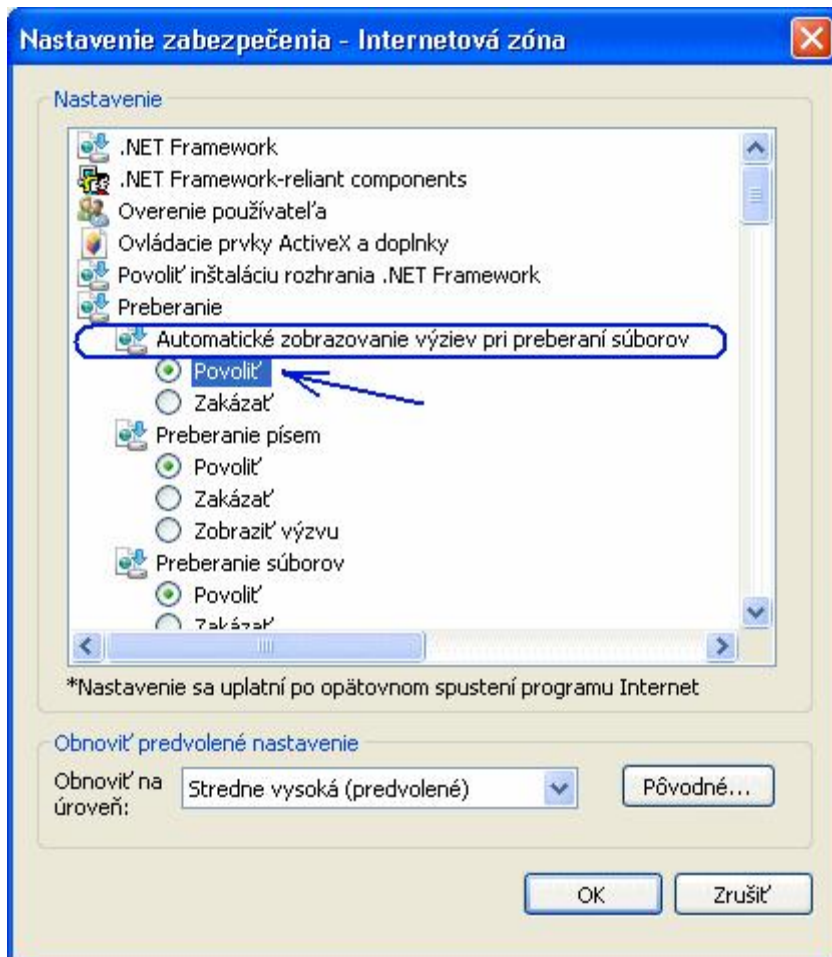 Nastavenie zabezpečenia - Internetová zóna
Nastavenie
.NET Framework
.NET Framework-reliant components
Overenie používateľa
Ovládacie prvky ActiveX a doplnky
Povoliť inštaláciu rozhrania .NET Framework
Preberanie
Automatické zobrazovanie výziev pri preberaní súborov
Povoliť
Zakázať
Preberanie písem
Povoliť
Zakázať
Zobraziť výzvu
Preberanie súborov
Povoliť
Zakázať
*Nastavenie sa uplatní po opätovnom spustení programu Internet
Obnoviť predvolené nastavenie
Obnoviť na
úroveň:
Stredne vysoká (predvolené)
Pôvodné...
OK
Zrušiť